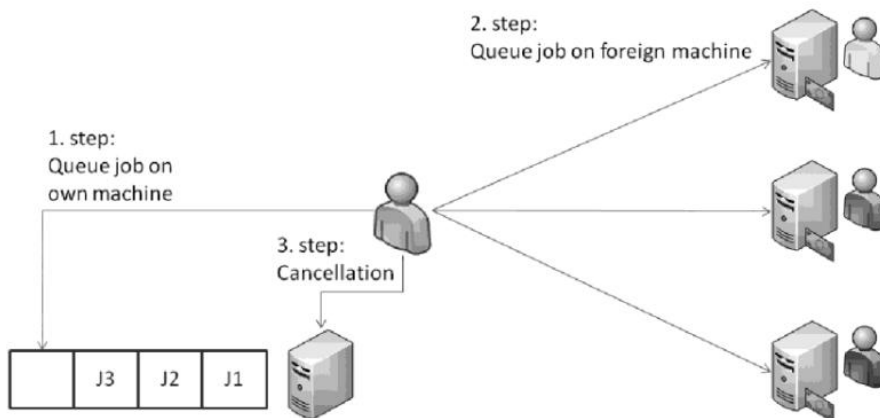 2. step:
Queue job on foreign machine
1. step:
Queue job on
own machine
3. step:
Cancellation
J3 J2 J1